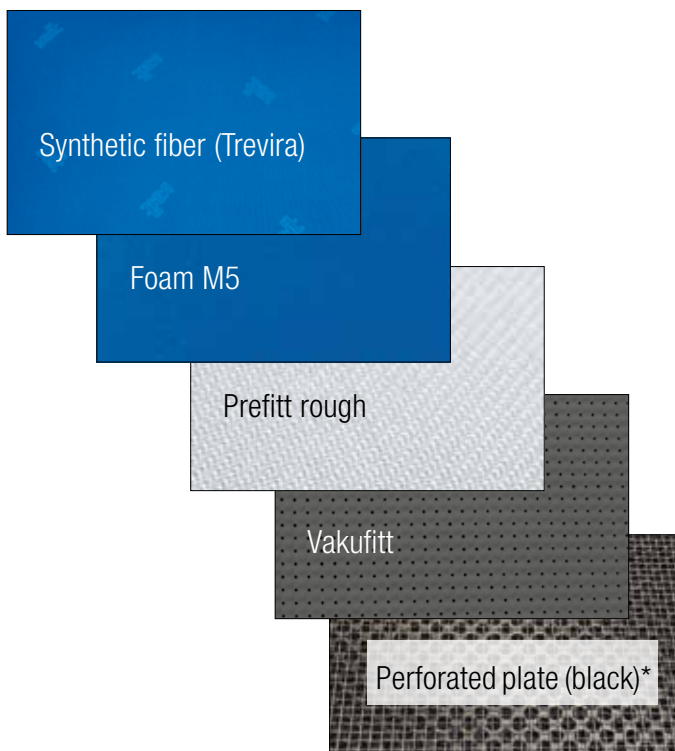 Synthetic fiber (Trevira)
Foam M5
Prefitt rough
Vakufitt
Perforated plate (black)*